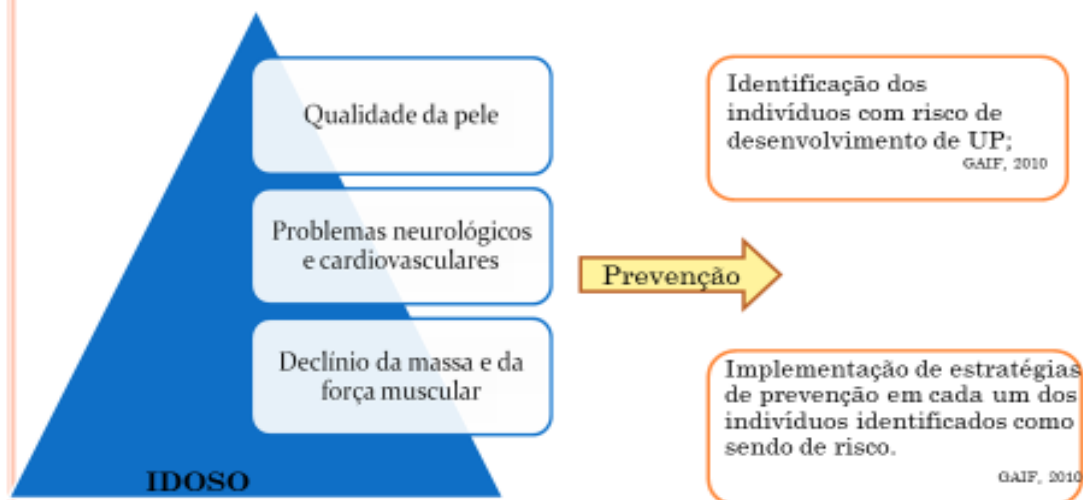 Qualidade da pele
Problemas neurológicos
e cardiovasculares
Declínio da massa e da
força muscular
IDOSO
Prevenção
Identificação dos
indivíduos com risco de
desenvolvimento de UP;
GAIF, 2010
Implementação de estratégias
de prevenção em cada um dos
indivíduos identificados como
sendo de risco.
GAIF, 2010